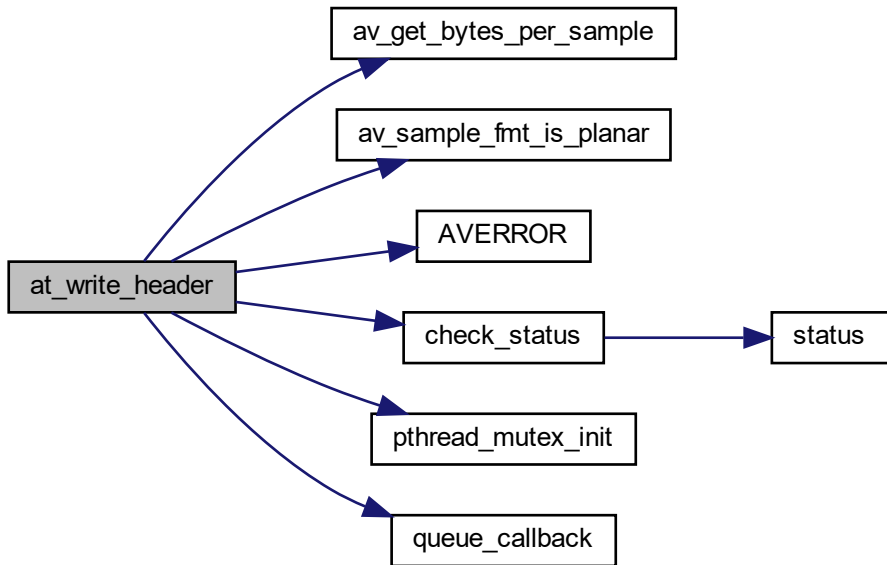 av_get_bytes_per_sample
av_sample_fmt_is_planar
AVERROR
at_write_header
check_status
status
pthread_mutex_init
queue_callback